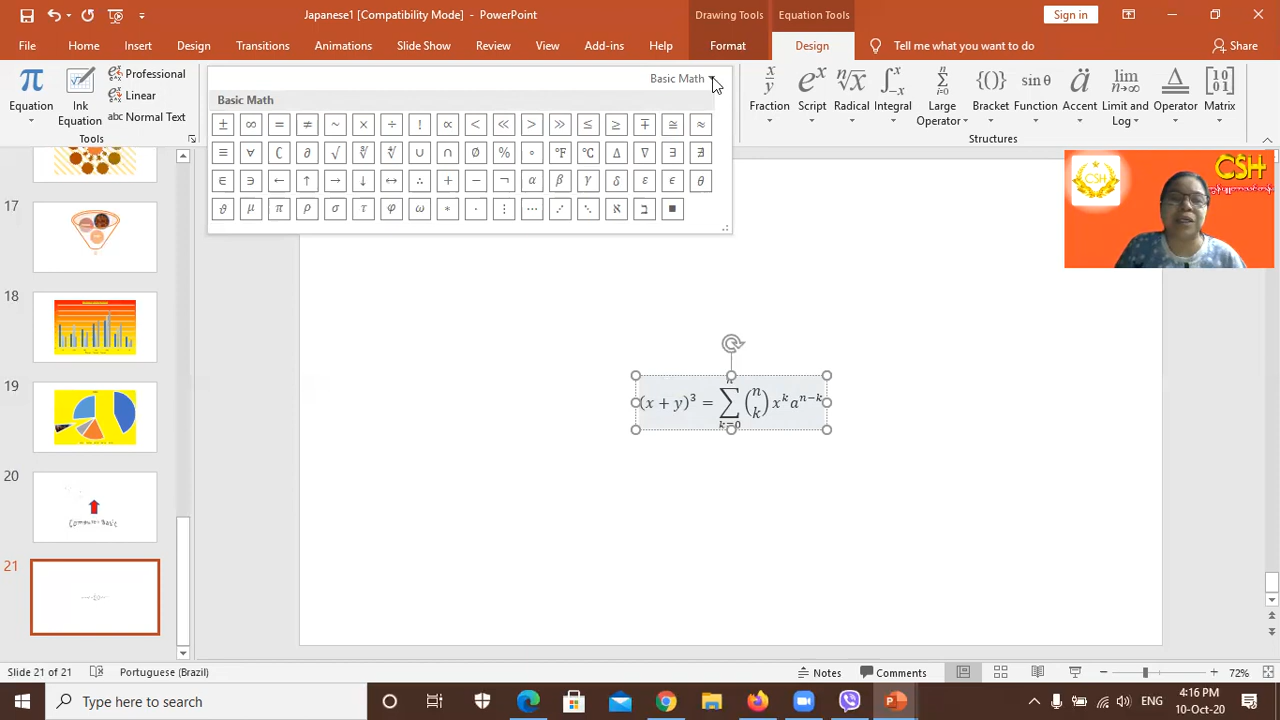 Japanese1 [Compatibility Mode] - PowerPoint
Drawing Tools
Equation Tools
Sign in
File
Home
Insert
Design
Transitions
Animations
Slide Show
Review
View
Add-ins
Help
Format
Design
Tell me what you want to do
Share
Equation
Ink
Equation
Professional
Linear
abc Normal Text
Tools
Basic Math
Basic Math
± ∞ = ≠ ~ × ÷ ! ∝ < ≪ > ≫ ≤ ≥ ∓ ≅ ≈
≡ ∀ ∁ ∂ √ ∛ ∜ ∪ ∩ ∅ % ° °F °C ∆ ∇ ∃ ∄
∈ ∋ ← ↑ → ↓ ↔ ∴ + − ¬ α β γ δ ε ϵ θ
ϑ μ π ρ σ τ φ ω * ∙ ⋮ ⋯ ⋰ ⋱ ℵ ℶ ■
Fraction
Script
Radical
Integral
Large
Operator
Bracket
Function
Accent
Limit and
Log
Operator
Matrix
Structures
CSH
CSH
17
18
19
20
Computer Basic
21
(x + y)³ = ∑ k=0 (n k) xᵏaⁿ⁻ᵏ
Slide 21 of 21
Portuguese (Brazil)
Notes
Comments
72%
Type here to search
4:16 PM
10-Oct-20